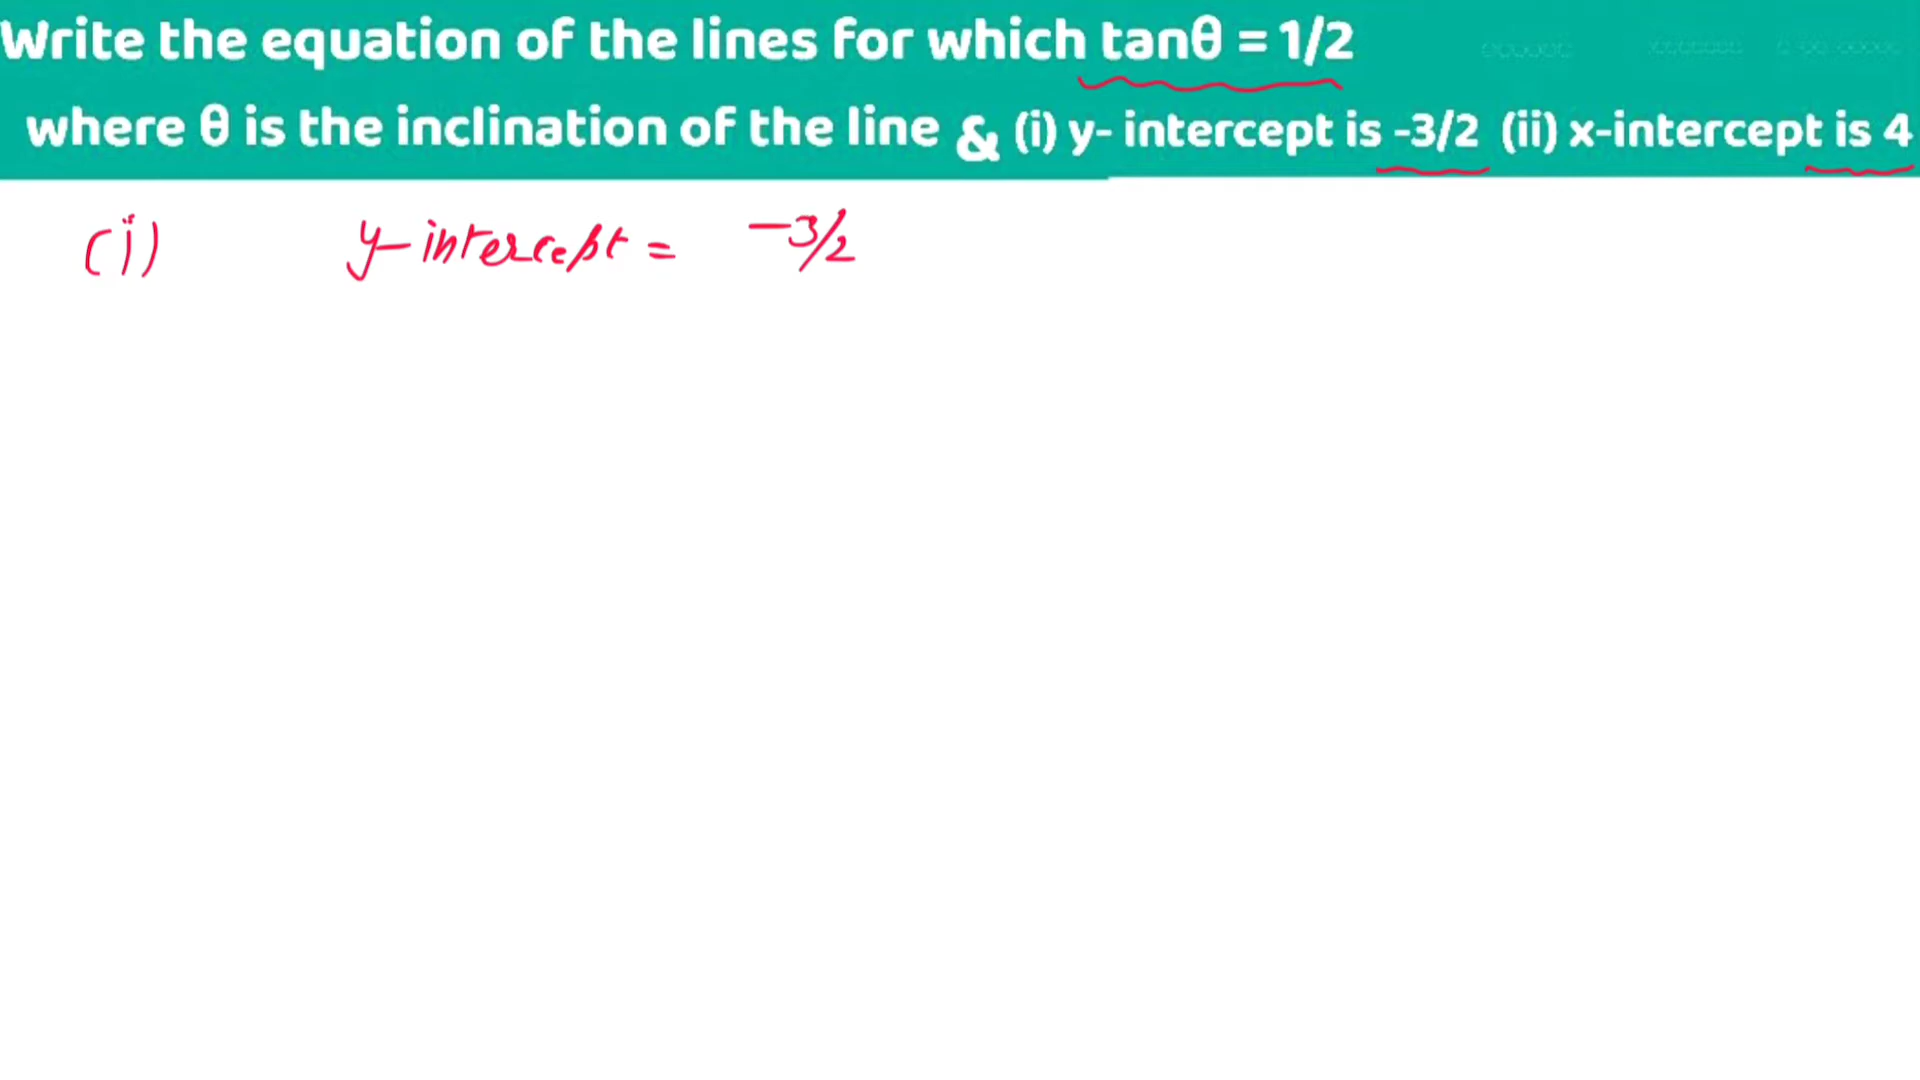 Write the equation of the lines for which tanθ = 1/2
where θ is the inclination of the line & (i) y- intercept is -3/2 (ii) x-intercept is 4
(i) y-intercept = -3/2